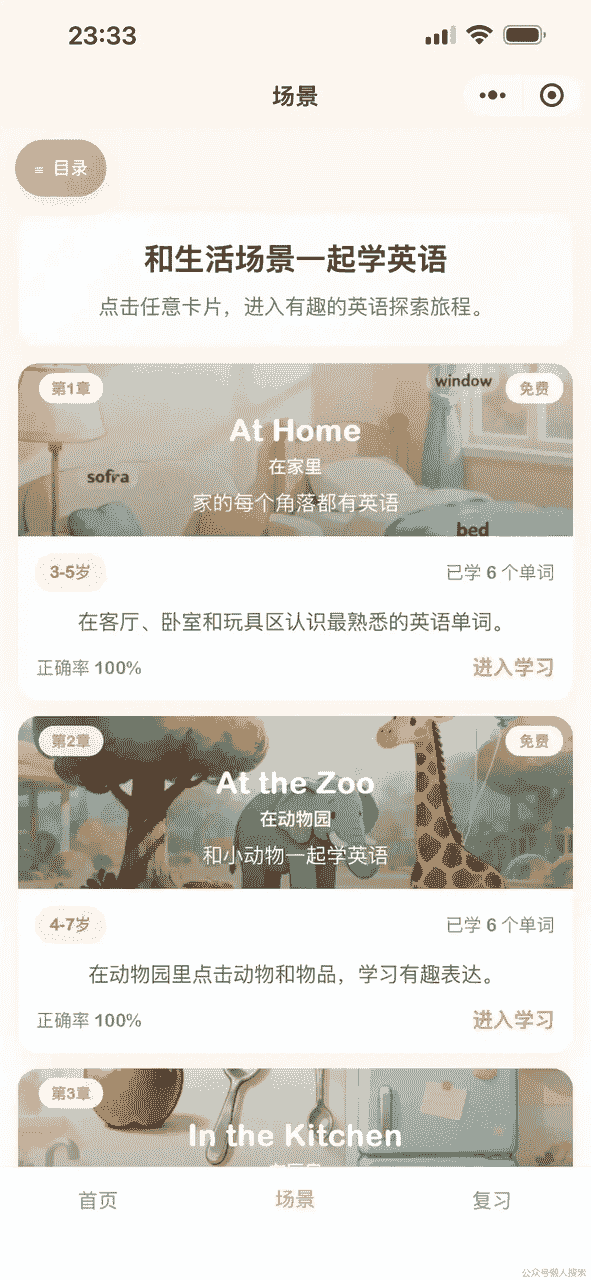 23:33
场景
≡ 目录
和生活场景一起学英语
点击任意卡片，进入有趣的英语探索旅程。
第1章
window
免费
At Home
在家里
sofra
家的每个角落都有英语
bed
3-5岁
已学 6 个单词
在客厅、卧室和玩具区认识最熟悉的英语单词。
正确率 100%
进入学习
第2章
免费
At the Zoo
在动物园
和小动物一起学英语
4-7岁
已学 6 个单词
在动物园里点击动物和物品，学习有趣表达。
正确率 100%
进入学习
第3章
In the Kitchen
首页
场景
复习
公众号懒人搜索